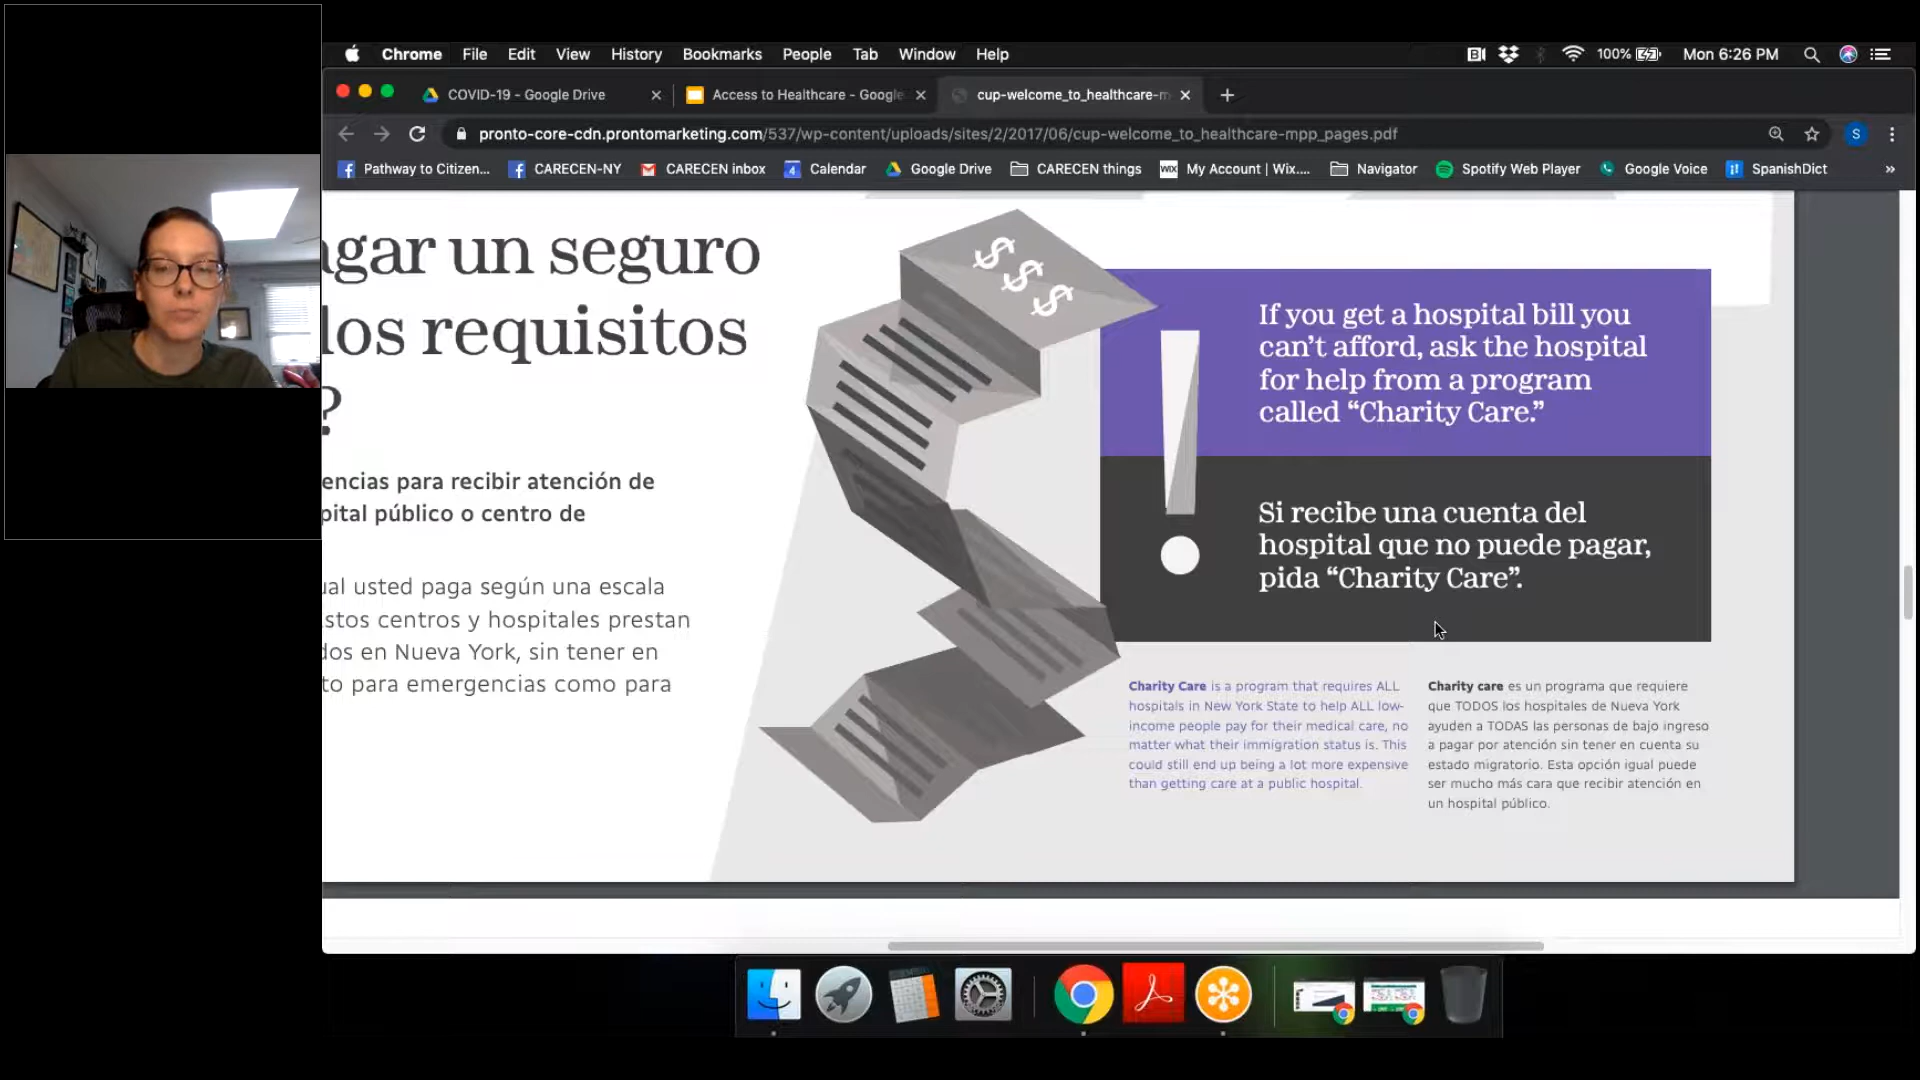 Chrome File Edit View History Bookmarks People Tab Window Help 100% Mon 6:26 PM
COVID-19 - Google Drive Access to Healthcare - Google cup-welcome_to_healthcare-m
pronto-core-cdn.prontomarketing.com/537/wp-content/uploads/sites/2/2017/06/cup-welcome_to_healthcare-mpp_pages.pdf S
Pathway to Citizen... CARECEN-NY CARECEN inbox 4 Calendar Google Drive CARECEN things WIX My Account | Wix.... Navigator Spotify Web Player Google Voice SpanishDict »
agar un seguro
los requisitos
?
encias para recibir atención de
pital público o centro de
ual usted paga según una escala
stos centros y hospitales prestan
dos en Nueva York, sin tener en
to para emergencias como para
$
$
$
!
If you get a hospital bill you
can't afford, ask the hospital
for help from a program
called “Charity Care.”
Si recibe una cuenta del
hospital que no puede pagar,
pida “Charity Care”.
Charity Care is a program that requires ALL
hospitals in New York State to help ALL low-
income people pay for their medical care, no
matter what their immigration status is. This
could still end up being a lot more expensive
than getting care at a public hospital.
Charity care es un programa que requiere
que TODOS los hospitales de Nueva York
ayuden a TODAS las personas de bajo ingreso
a pagar por atención sin tener en cuenta su
estado migratorio. Esta opción igual puede
ser mucho más cara que recibir atención en
un hospital público.